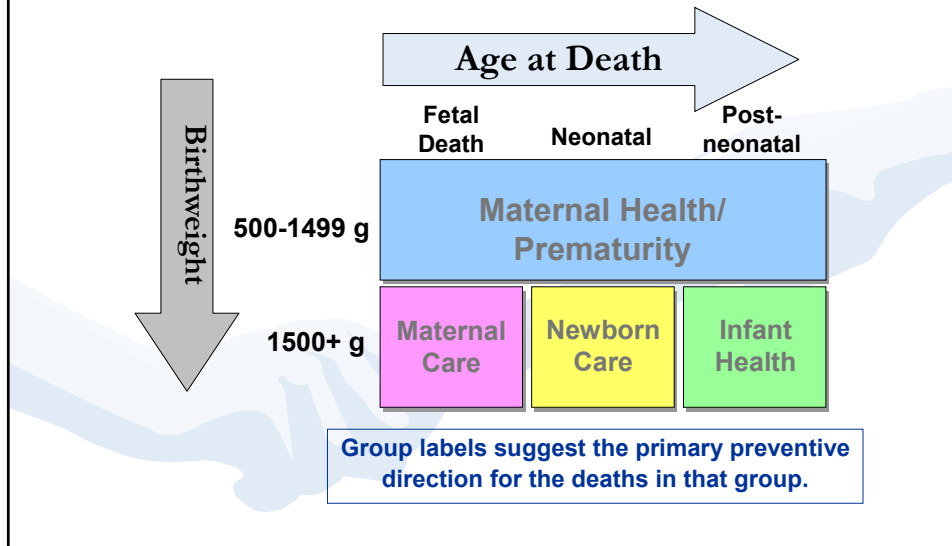 Age at Death
Birthweight
Fetal
Death
Neonatal
Post-
neonatal
500-1499 g
Maternal Health/
Prematurity
1500+ g
Maternal
Care
Newborn
Care
Infant
Health
Group labels suggest the primary preventive
direction for the deaths in that group.